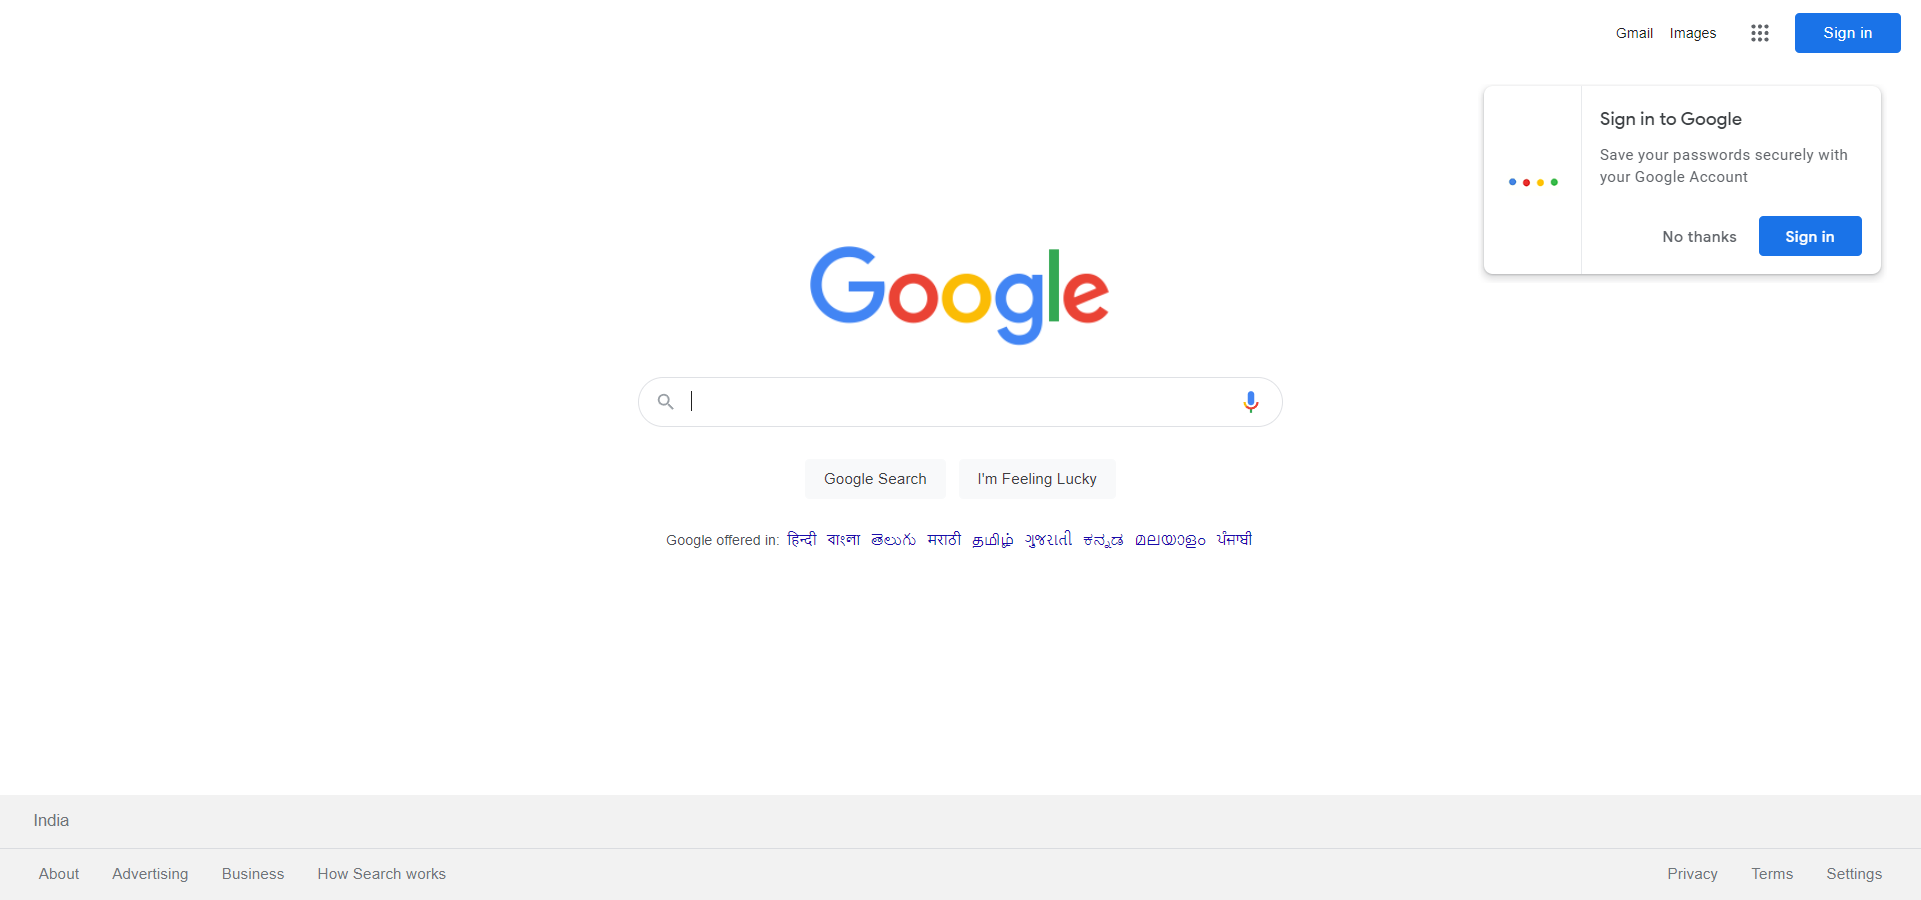 Gmail Images Sign in
Sign in to Google
Save your passwords securely with
your Google Account
No thanks Sign in
Google
Google Search I'm Feeling Lucky
Google offered in: हिन्दी বাংলা తెలుగు मराठी தமிழ் ગુજરાતી ಕನ್ನಡ മലയാളം ਪੰਜਾਬੀ
India
About Advertising Business How Search works Privacy Terms Settings